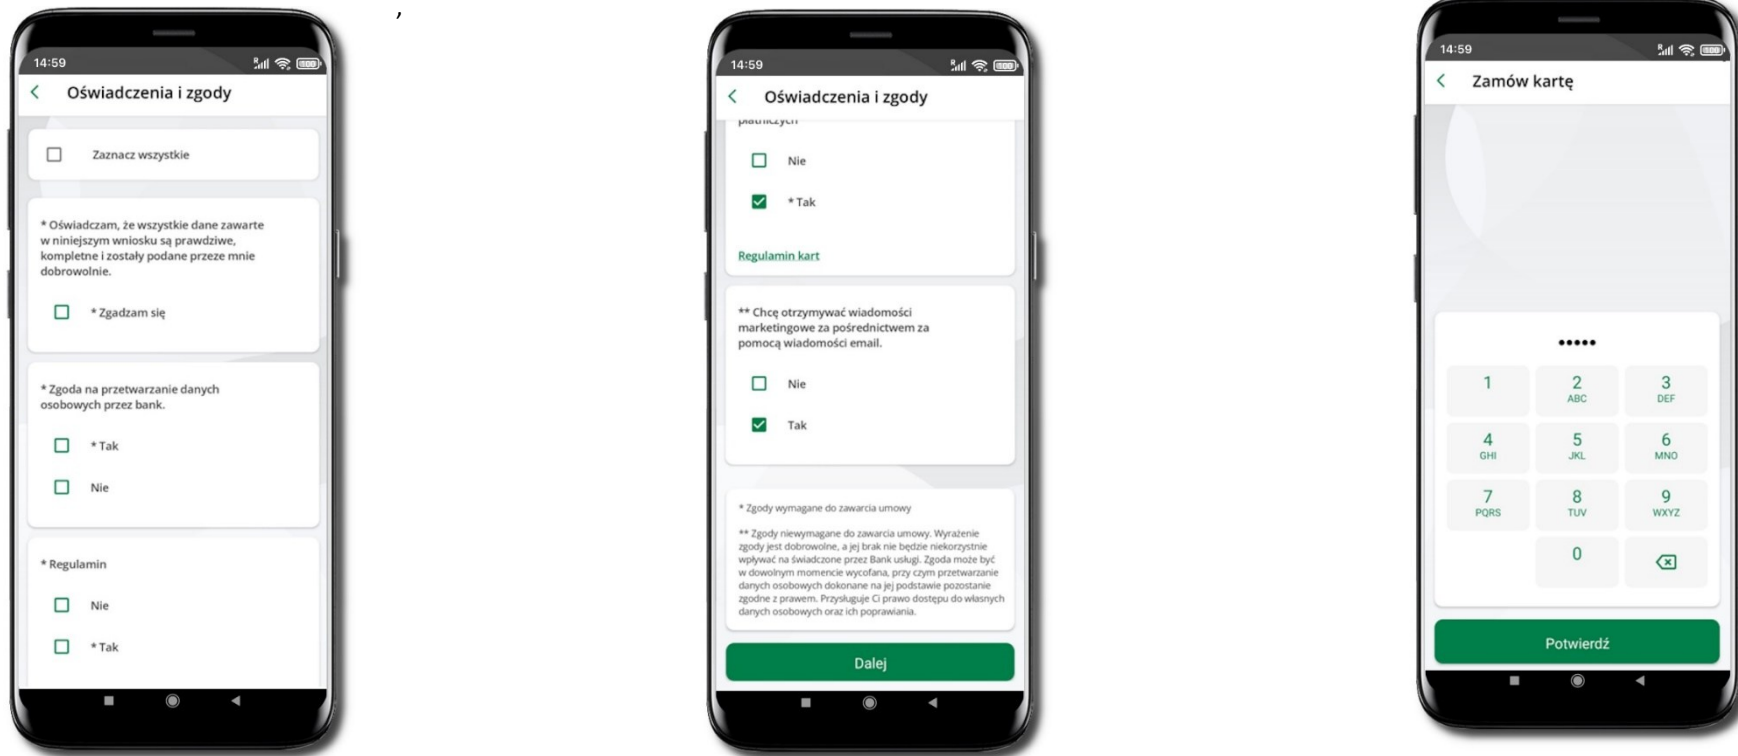 ,
14:59
Oświadczenia i zgody
Zaznacz wszystkie
* Oświadczam, że wszystkie dane zawarte
w niniejszym wniosku są prawdziwe,
kompletne i zostały podane przeze mnie
dobrowolnie.
* Zgadzam się
* Zgoda na przetwarzanie danych
osobowych przez bank.
* Tak
Nie
* Regulamin
Nie
* Tak
14:59
Oświadczenia i zgody
płatniczych
Nie
* Tak
Regulamin kart
** Chcę otrzymywać wiadomości
marketingowe za pośrednictwem za
pomocą wiadomości email.
Nie
Tak
* Zgody wymagane do zawarcia umowy
** Zgody niewymagane do zawarcia umowy. Wyrażenie
zgody jest dobrowolne, a jej brak nie będzie niekorzystnie
wpływać na świadczone przez Bank usługi. Zgoda może być
w dowolnym momencie wycofana, przy czym przetwarzanie
danych osobowych dokonane na jej podstawie pozostanie
zgodne z prawem. Przysługuje Ci prawo dostępu do własnych
danych osobowych oraz ich poprawiania.
Dalej
14:59
Zamów kartę
•••••
1 2 3
ABC DEF
4 5 6
GHI JKL MNO
7 8 9
PQRS TUV WXYZ
0
Potwierdź